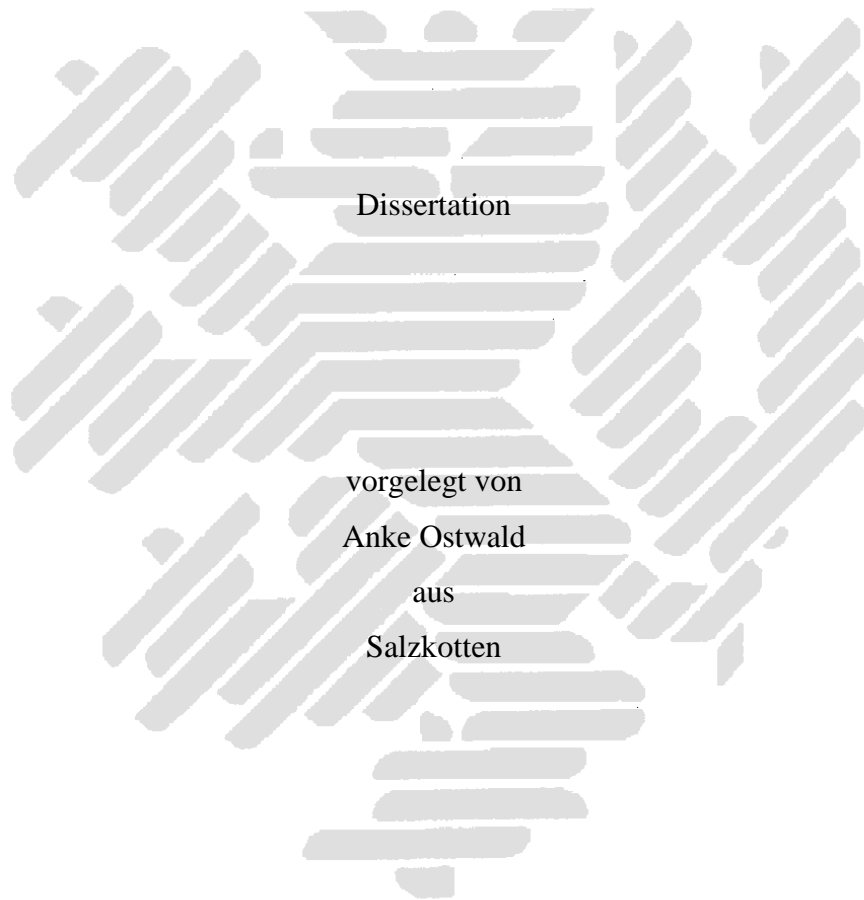 Dissertation
vorgelegt von
Anke Ostwald
aus
Salzkotten